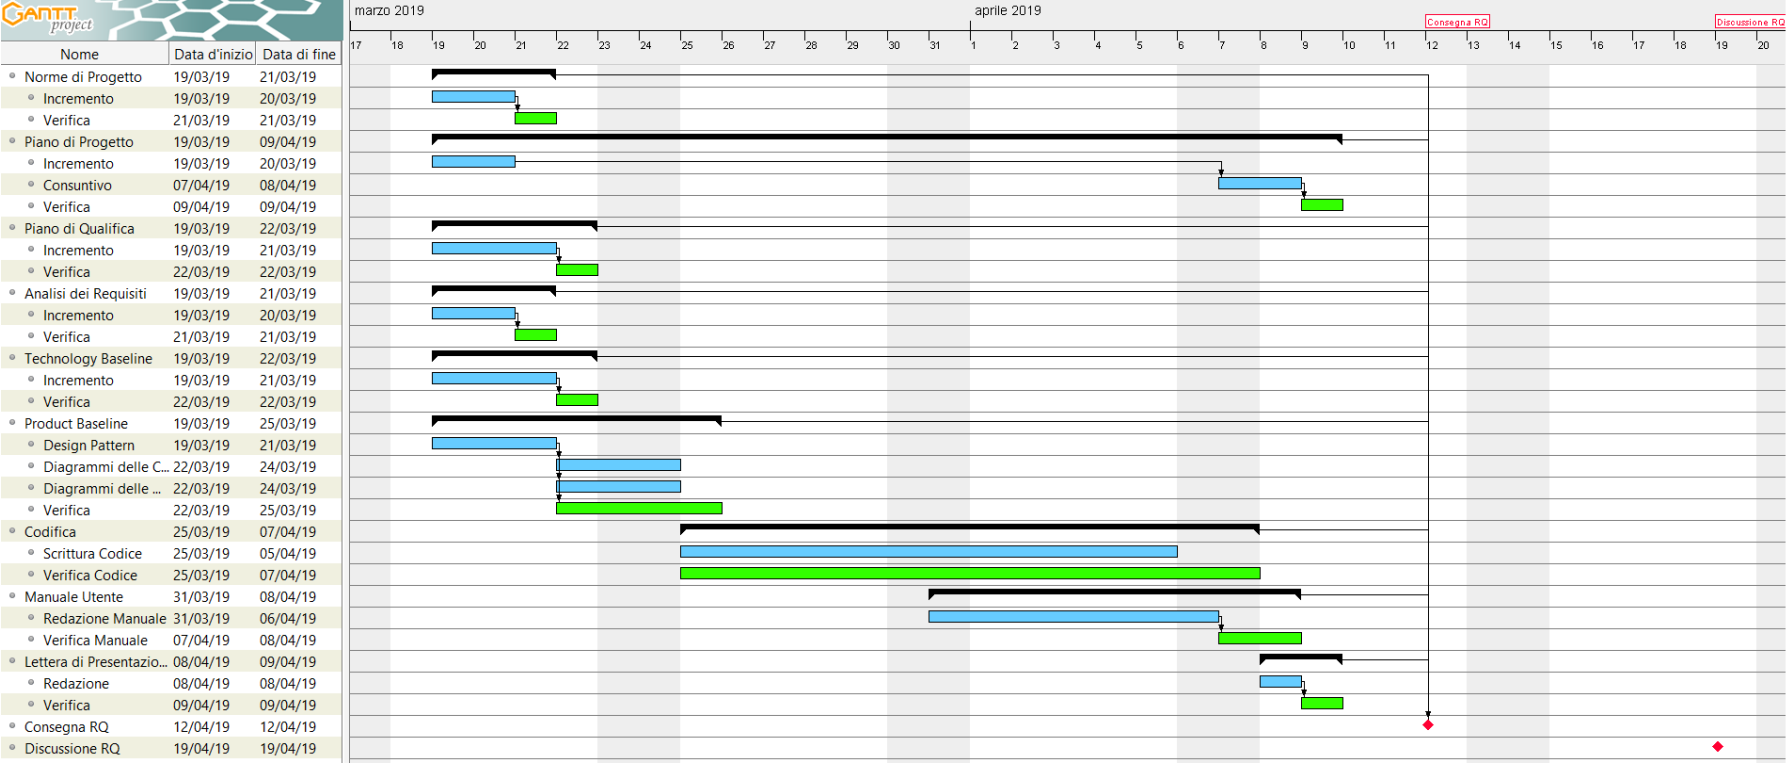 GANTT project
marzo 2019
aprile 2019
Consegna RQ
Discussione RQ
17 18 19 20 21 22 23 24 25 26 27 28 29 30 31 1 2 3 4 5 6 7 8 9 10 11 12 13 14 15 16 17 18 19 20
Nome Data d'inizio Data di fine
Norme di Progetto 19/03/19 21/03/19
Incremento 19/03/19 20/03/19
Verifica 21/03/19 21/03/19
Piano di Progetto 19/03/19 09/04/19
Incremento 19/03/19 20/03/19
Consuntivo 07/04/19 08/04/19
Verifica 09/04/19 09/04/19
Piano di Qualifica 19/03/19 22/03/19
Incremento 19/03/19 21/03/19
Verifica 22/03/19 22/03/19
Analisi dei Requisiti 19/03/19 21/03/19
Incremento 19/03/19 20/03/19
Verifica 21/03/19 21/03/19
Technology Baseline 19/03/19 22/03/19
Incremento 19/03/19 21/03/19
Verifica 22/03/19 22/03/19
Product Baseline 19/03/19 25/03/19
Design Pattern 19/03/19 21/03/19
Diagrammi delle C... 22/03/19 24/03/19
Diagrammi delle ... 22/03/19 24/03/19
Verifica 22/03/19 25/03/19
Codifica 25/03/19 07/04/19
Scrittura Codice 25/03/19 05/04/19
Verifica Codice 25/03/19 07/04/19
Manuale Utente 31/03/19 08/04/19
Redazione Manuale 31/03/19 06/04/19
Verifica Manuale 07/04/19 08/04/19
Lettera di Presentazio... 08/04/19 09/04/19
Redazione 08/04/19 08/04/19
Verifica 09/04/19 09/04/19
Consegna RQ 12/04/19 12/04/19
Discussione RQ 19/04/19 19/04/19